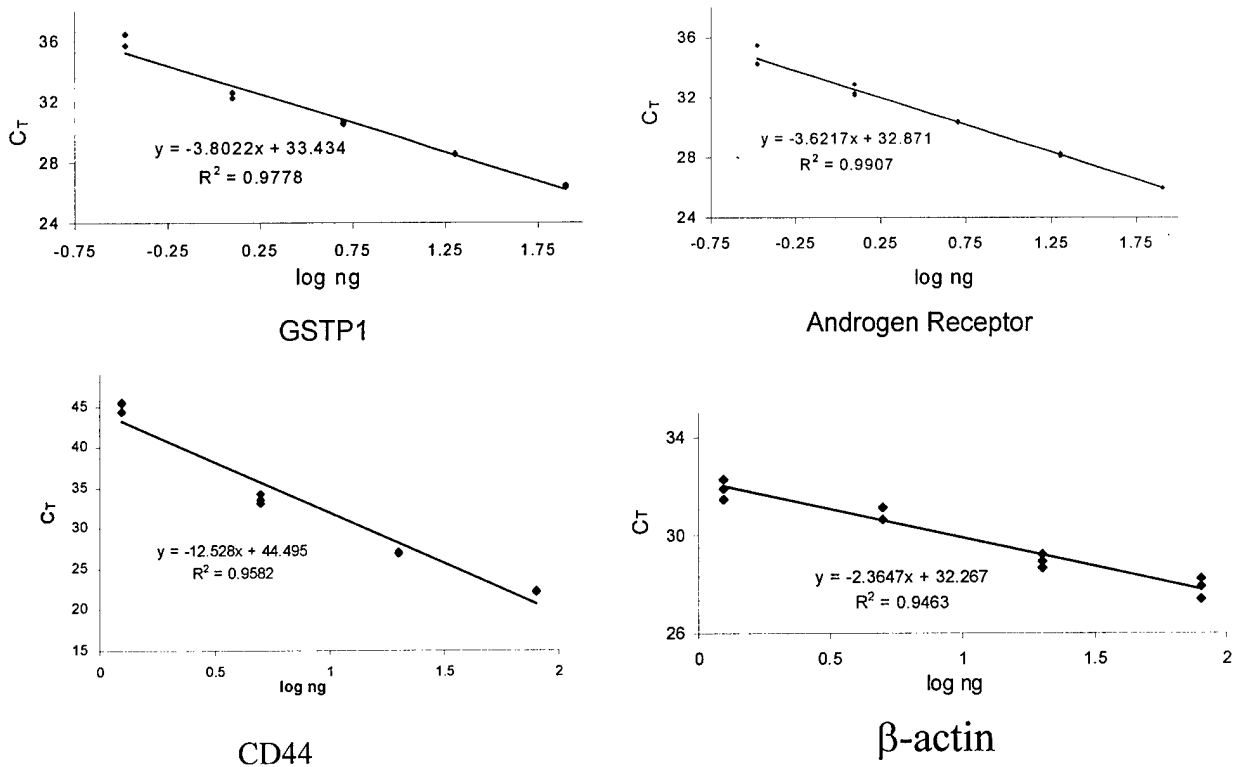 36
32
28
24
C_T
y = -3.8022x + 33.434
R² = 0.9778
-0.75 -0.25 0.25 0.75 1.25 1.75
log ng
GSTP1
36
32
28
24
C_T
y = -3.6217x + 32.871
R² = 0.9907
-0.75 -0.25 0.25 0.75 1.25 1.75
log ng
Androgen Receptor
45
40
35
30
25
20
15
C_T
y = -12.528x + 44.495
R² = 0.9582
0 0.5 1 1.5 2
log ng
CD44
34
30
26
C_T
y = -2.3647x + 32.267
R² = 0.9463
0 0.5 1 1.5 2
log ng
β-actin